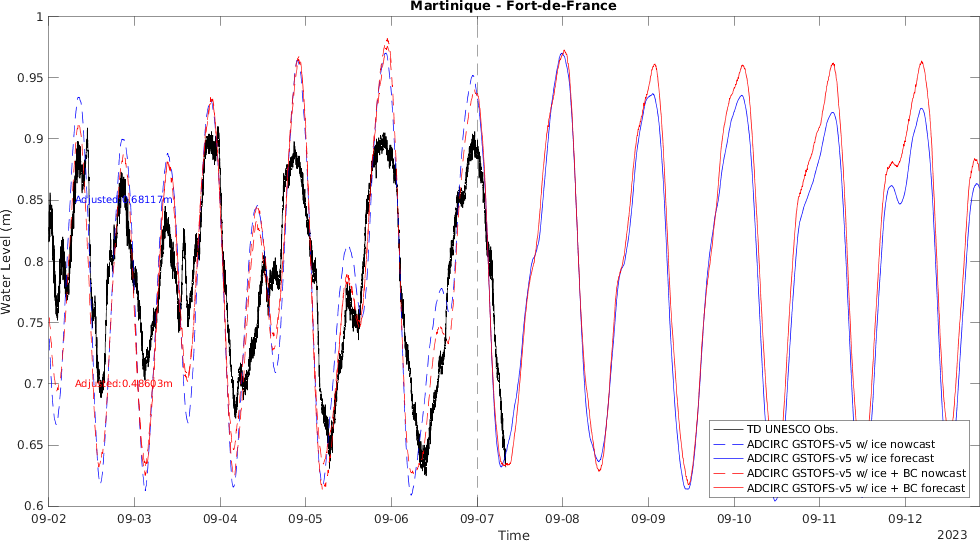 Martinique - Fort-de-France
1
0.95
0.9
0.85
0.8
0.75
0.7
0.65
0.6
Water Level (m)
Adjusted:0.68117m
Adjusted:0.48603m
TD UNESCO Obs.
ADCIRC GSTOFS-v5 w/ ice nowcast
ADCIRC GSTOFS-v5 w/ ice forecast
ADCIRC GSTOFS-v5 w/ ice + BC nowcast
ADCIRC GSTOFS-v5 w/ ice + BC forecast
09-02 09-03 09-04 09-05 09-06 09-07 09-08 09-09 09-10 09-11 09-12
Time
2023